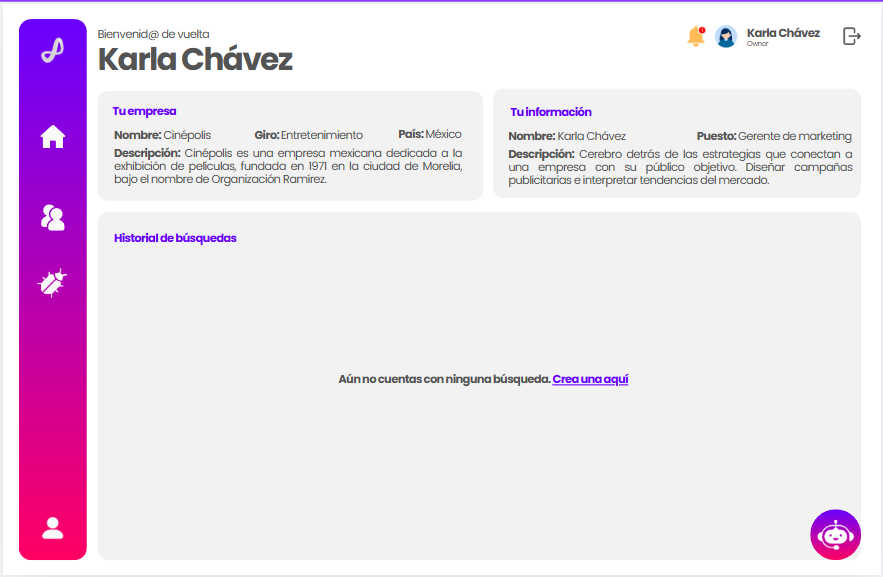 Bienvenid@ de vuelta
Karla Chávez
Karla Chávez
Owner
Tu empresa
Nombre: Cinépolis Giro: Entretenimiento País: México
Descripción: Cinépolis es una empresa mexicana dedicada a la
exhibición de películas, fundada en 1971 en la ciudad de Morelia,
bajo el nombre de Organización Ramírez.
Tu información
Nombre: Karla Chávez Puesto: Gerente de marketing
Descripción: Cerebro detrás de las estrategias que conectan a
una empresa con su público objetivo. Diseñar campañas
publicitarias e interpretar tendencias del mercado.
Historial de búsquedas
Aún no cuentas con ninguna búsqueda. Crea una aquí